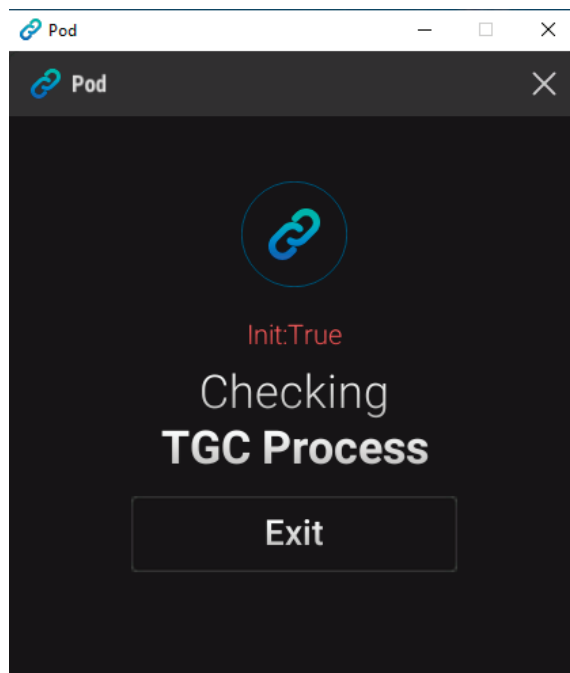 Pod
Pod
Init:True
Checking
TGC Process
Exit